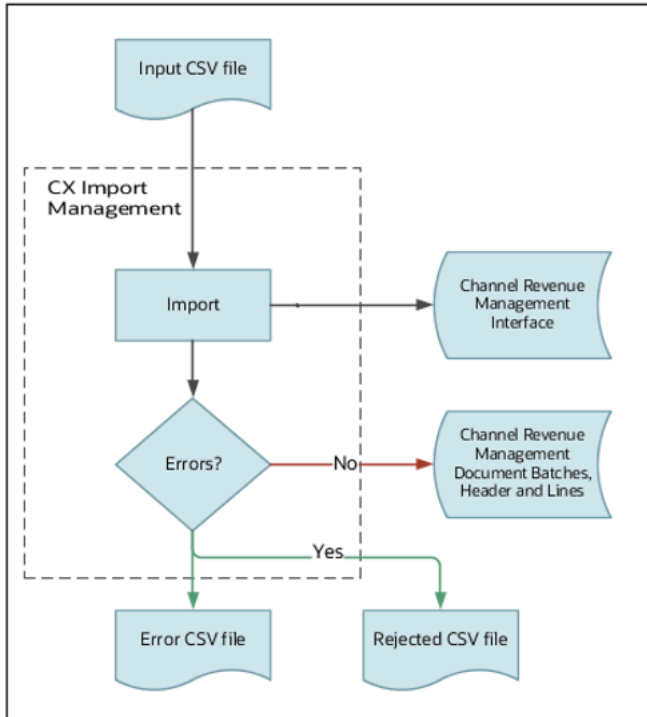 Input CSV file
CX Import
Management
Import
Channel Revenue
Management
Interface
Errors?
No
Channel Revenue
Management
Document Batches,
Header and Lines
Yes
Error CSV file
Rejected CSV file